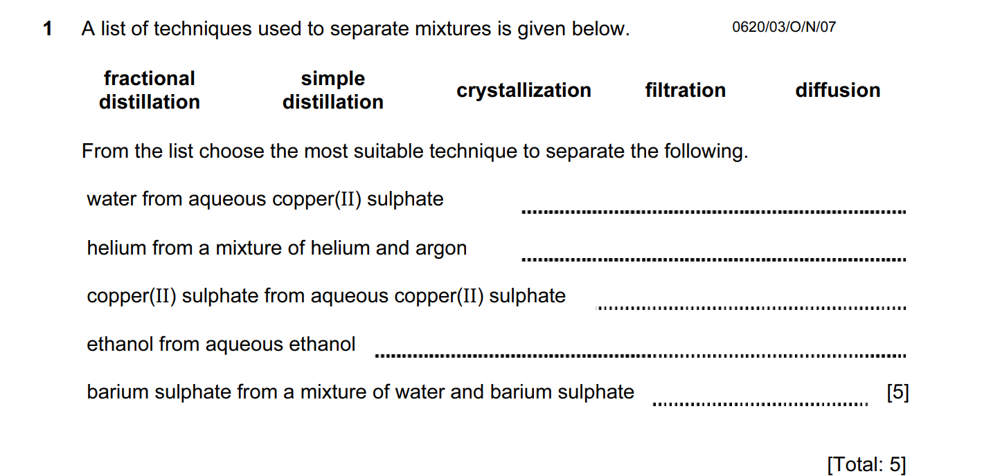 1 A list of techniques used to separate mixtures is given below. 0620/03/O/N/07
fractional distillation simple distillation crystallization filtration diffusion
From the list choose the most suitable technique to separate the following.
water from aqueous copper(II) sulphate
helium from a mixture of helium and argon
copper(II) sulphate from aqueous copper(II) sulphate
ethanol from aqueous ethanol
barium sulphate from a mixture of water and barium sulphate [5]
[Total: 5]